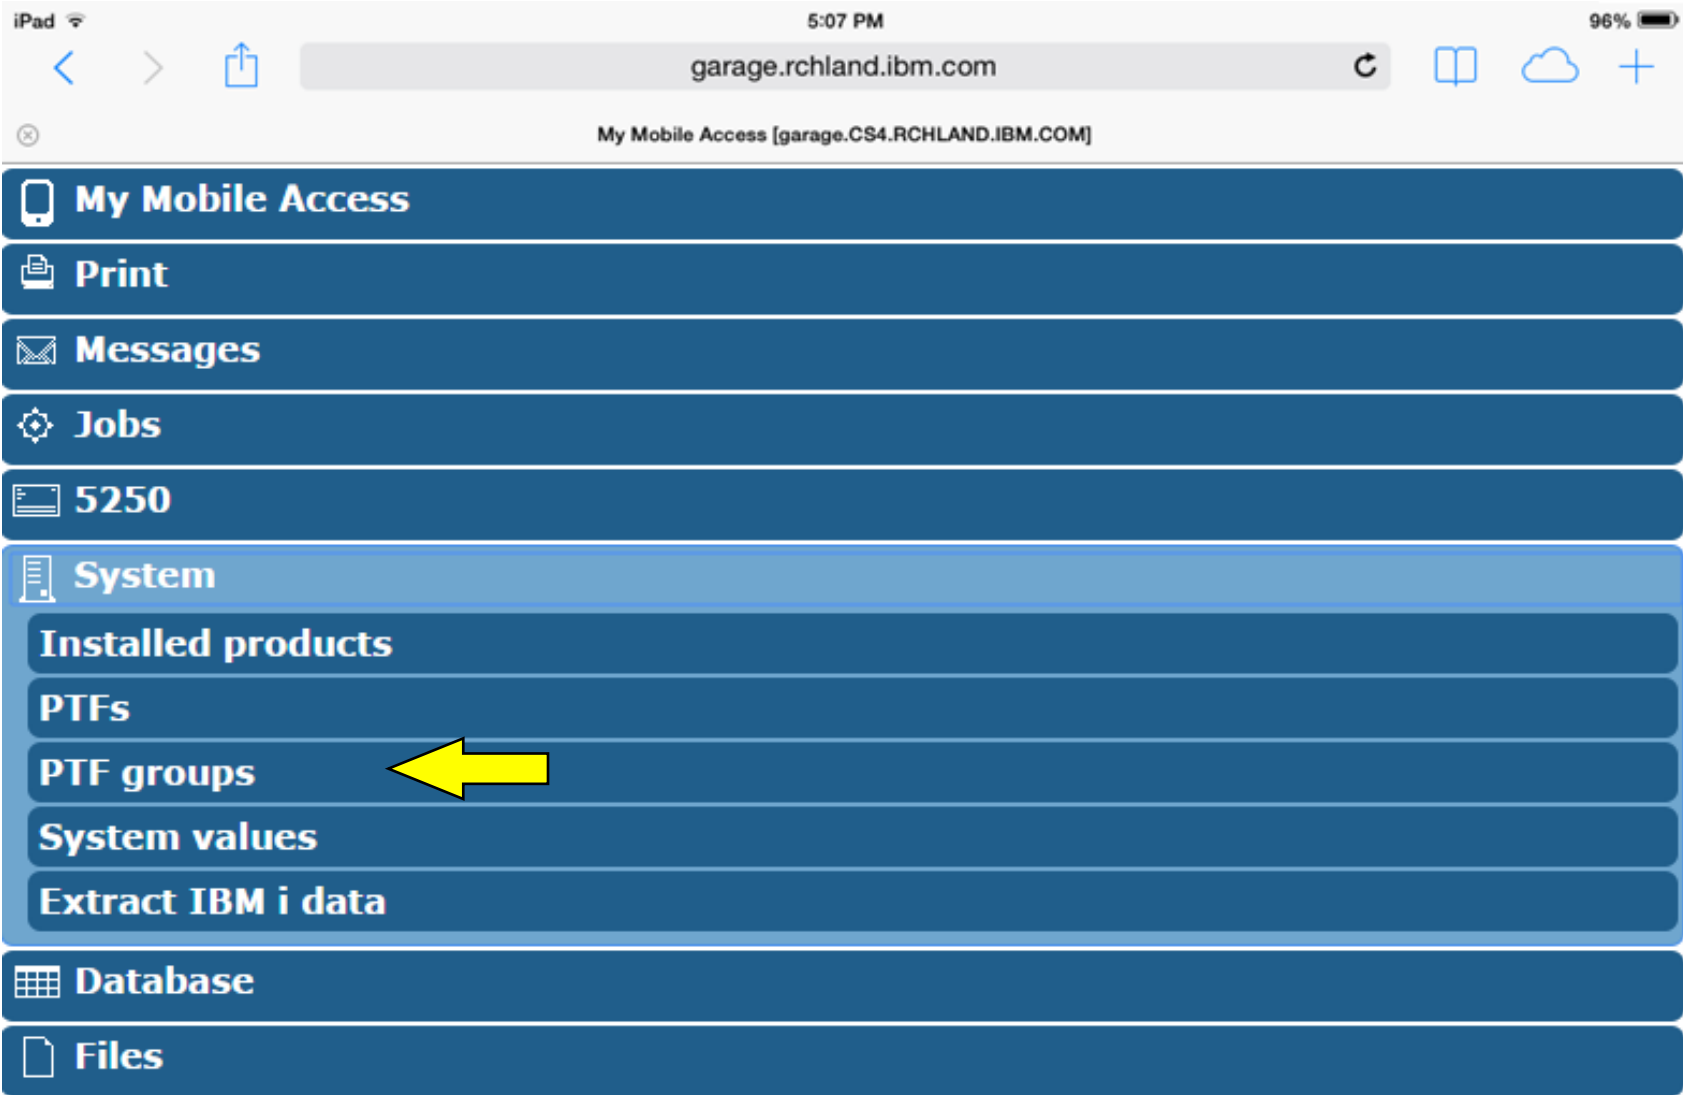 iPad 5:07 PM 96%
garage.rchland.ibm.com
My Mobile Access [garage.CS4.RCHLAND.IBM.COM]
My Mobile Access
Print
Messages
Jobs
5250
System
Installed products
PTFs
PTF groups
System values
Extract IBM i data
Database
Files